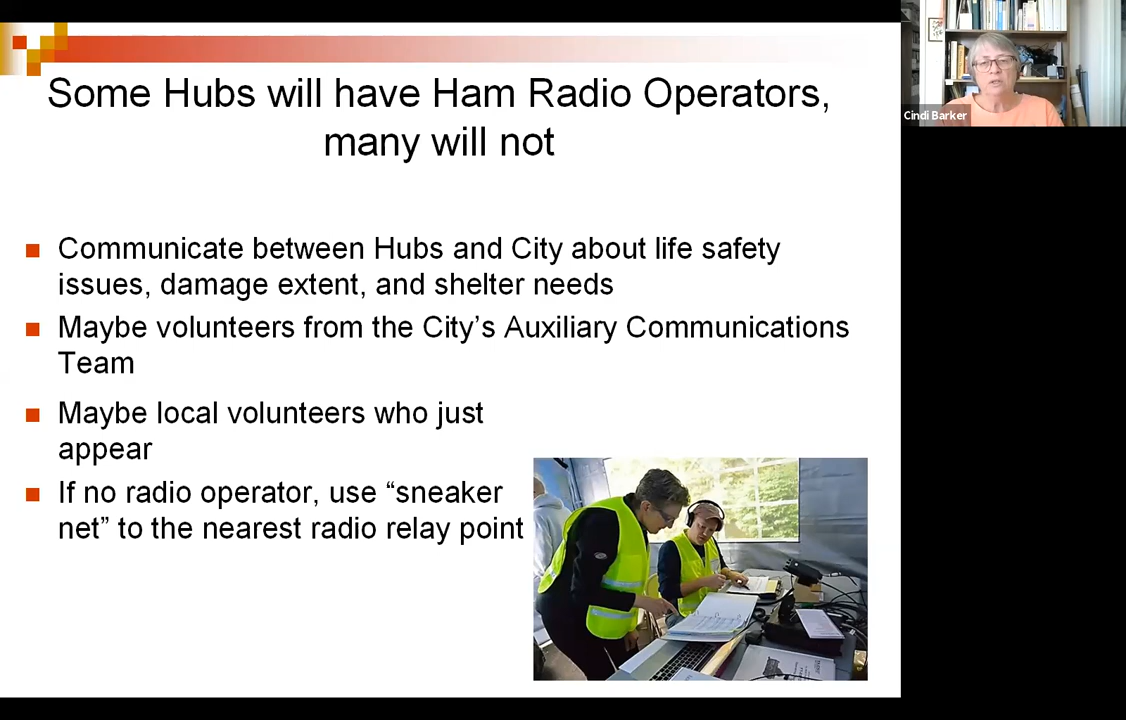 Some Hubs will have Ham Radio Operators,
many will not
Communicate between Hubs and City about life safety
issues, damage extent, and shelter needs
Maybe volunteers from the City’s Auxiliary Communications
Team
Maybe local volunteers who just
appear
If no radio operator, use “sneaker
net” to the nearest radio relay point
Cindi Barker